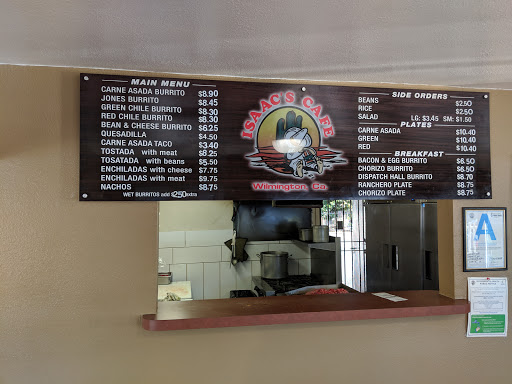 MAIN MENU
CARNE ASADA BURRITO $8.90
JONES BURRITO $8.45
GREEN CHILE BURRITO $8.30
RED CHILE BURRITO $8.30
BEAN & CHEESE BURRITO $6.25
QUESADILLA $4.50
CARNE ASADA TACO $3.40
TOSTADA with meat $8.25
TOSATADA with beans $5.50
ENCHILADAS with cheese $7.75
ENCHILADAS with meat $9.75
NACHOS $8.75
WET BURRITOS add $2.50 extra
ISAAC'S CAFE
Wilmington, Ca.
SIDE ORDERS
BEANS $2.50
RICE $2.50
SALAD LG: $3.45 SM: $1.50
PLATES
CARNE ASADA $10.40
GREEN $10.40
RED $10.40
BREAKFAST
BACON & EGG BURRITO $6.50
CHORIZO BURRITO $6.50
DISPATCH HALL BURRITO $8.70
RANCHERO PLATE $8.75
CHORIZO PLATE $8.75
A